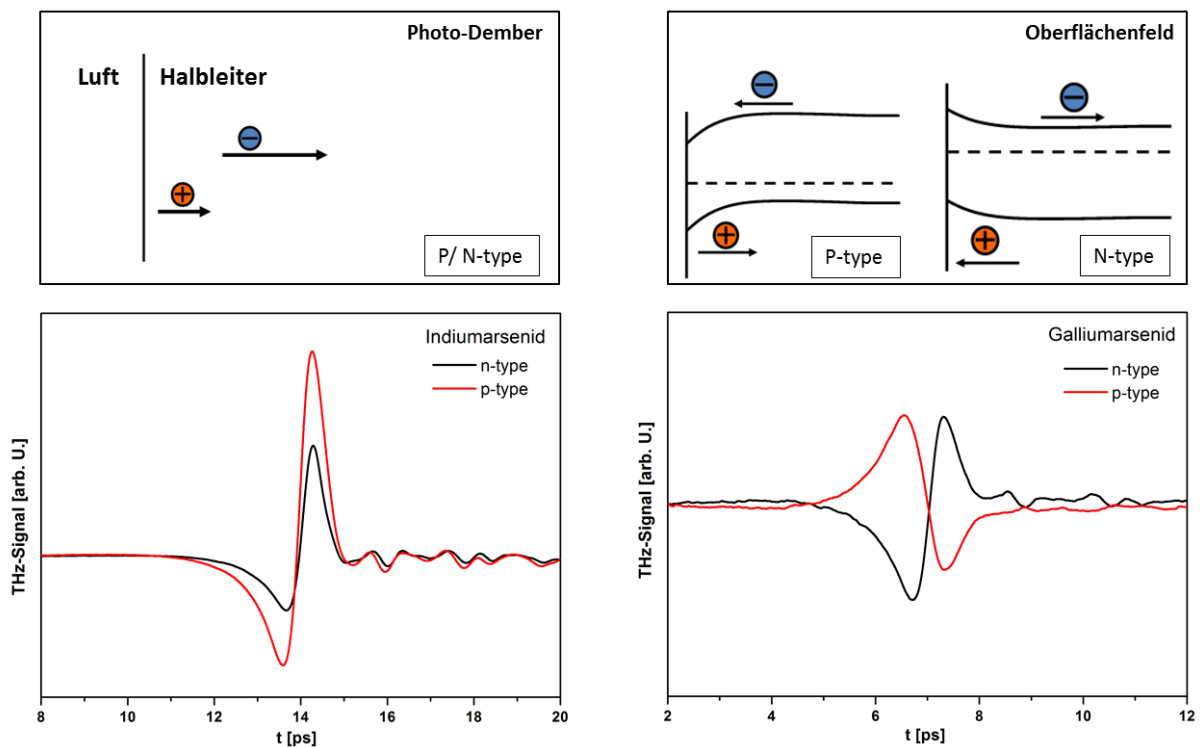 Photo-Dember
Luft
Halbleiter
−
+
P/ N-type
Oberflächenfeld
−
+
P-type
−
+
N-type
Indiumarsenid
n-type
p-type
THz-Signal [arb. U.]
8 10 12 14 16 18 20
t [ps]
Galliumarsenid
n-type
p-type
THz-Signal [arb. U.]
2 4 6 8 10 12
t [ps]